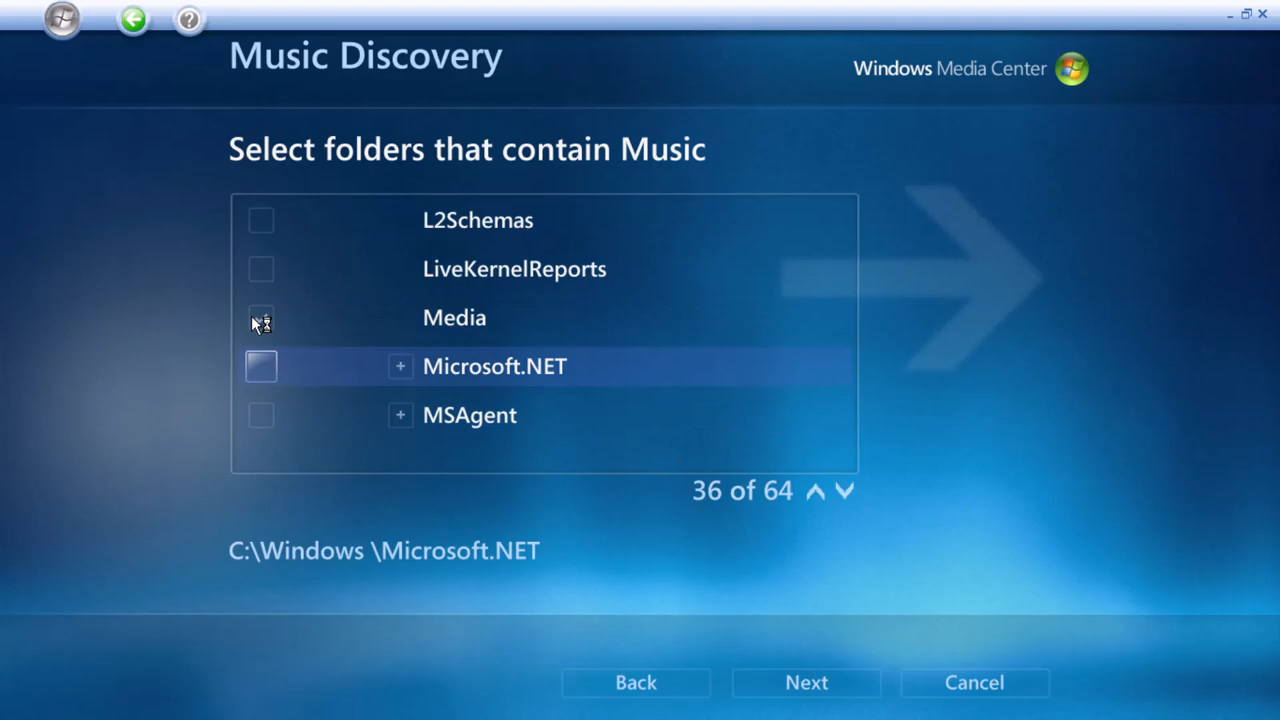 Music Discovery
Windows Media Center
Select folders that contain Music
L2Schemas
LiveKernelReports
Media
+ Microsoft.NET
+ MSAgent
36 of 64
C:\Windows \Microsoft.NET
Back Next Cancel